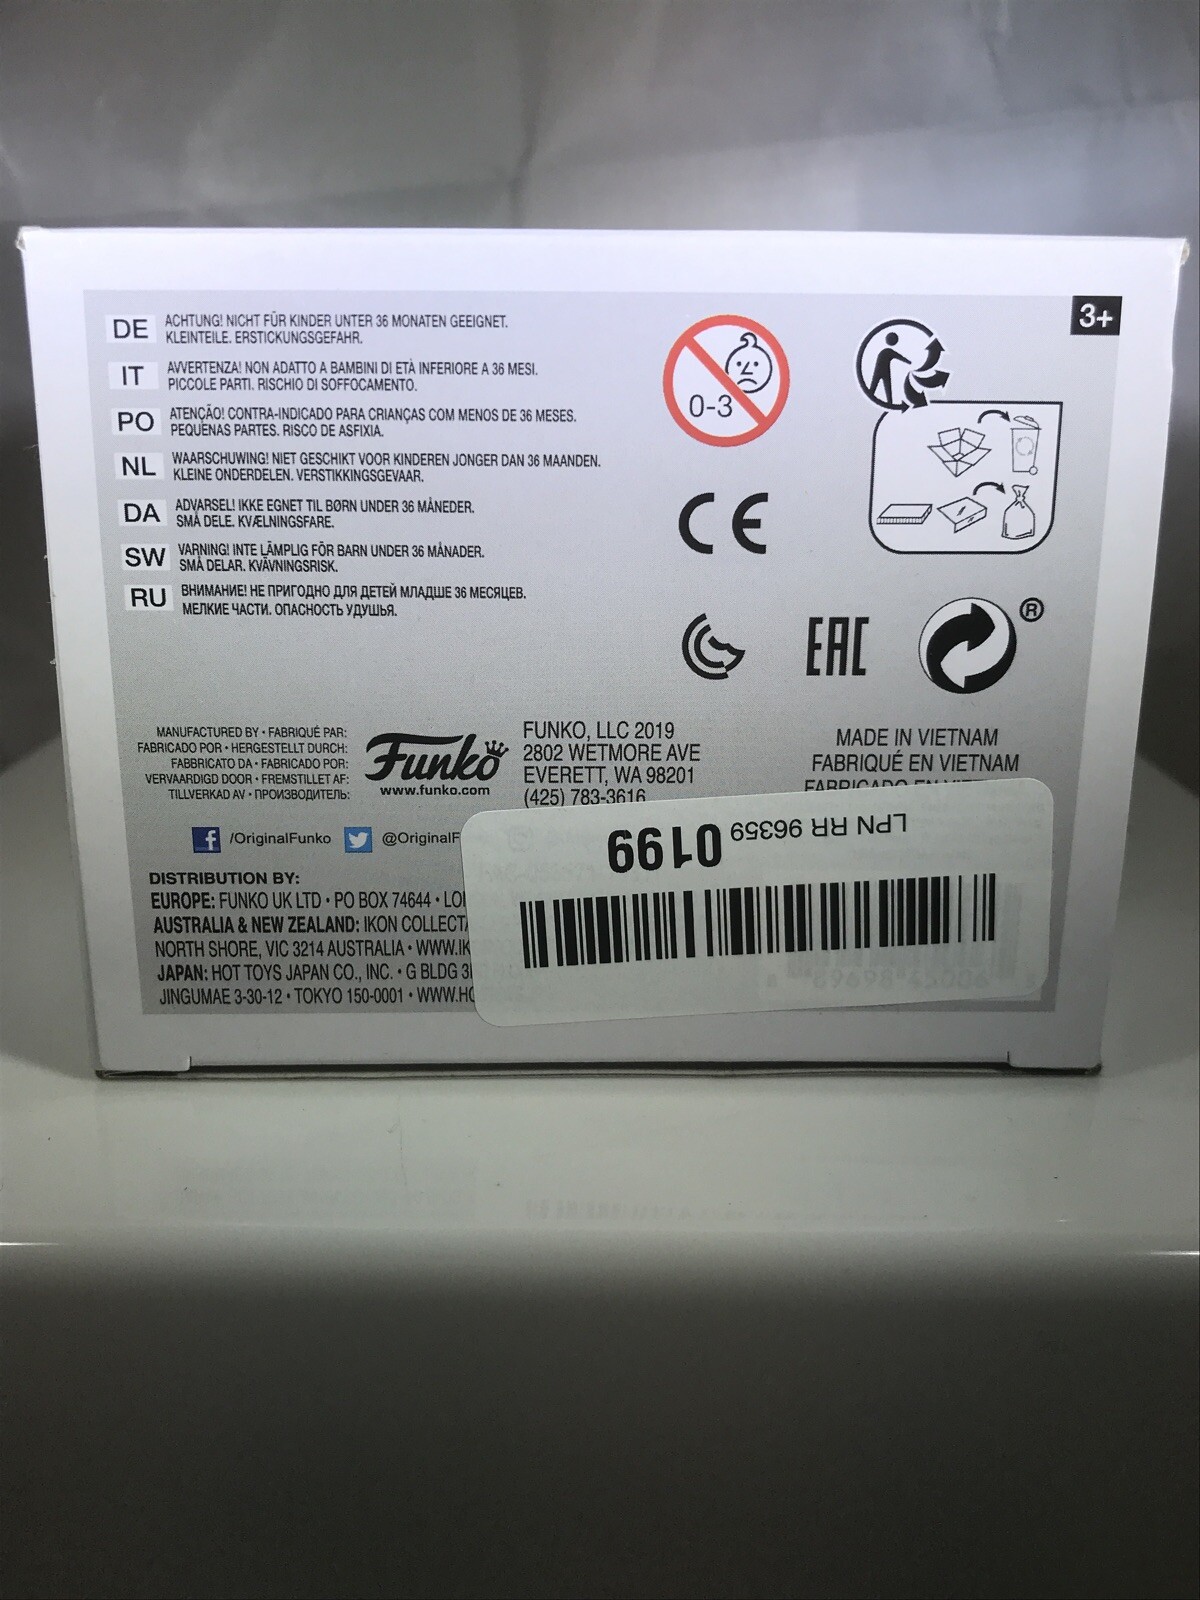 3+
DE ACHTUNG! NICHT FÜR KINDER UNTER 36 MONATEN GEEIGNET.
KLEINTEILE. ERSTICKUNGSGEFAHR.
IT AVVERTENZA! NON ADATTO A BAMBINI DI ETÀ INFERIORE A 36 MESI.
PICCOLE PARTI. RISCHIO DI SOFFOCAMENTO.
PO ATENÇÃO! CONTRA-INDICADO PARA CRIANÇAS COM MENOS DE 36 MESES.
PEQUENAS PARTES. RISCO DE ASFIXIA.
NL WAARSCHUWING! NIET GESCHIKT VOOR KINDEREN JONGER DAN 36 MAANDEN.
KLEINE ONDERDELEN. VERSTIKKINGSGEVAAR.
DA ADVARSEL! IKKE EGNET TIL BØRN UNDER 36 MÅNEDER.
SMÅ DELE. KVÆLNINGSFARE.
SW VARNING! INTE LÄMPLIG FÖR BARN UNDER 36 MÅNADER.
SMÅ DELAR. KVÄVNINGSRISK.
RU ВНИМАНИЕ! НЕ ПРИГОДНО ДЛЯ ДЕТЕЙ МЛАДШЕ 36 МЕСЯЦЕВ.
МЕЛКИЕ ЧАСТИ. ОПАСНОСТЬ УДУШЬЯ.
0-3
CE
EAC
®
MANUFACTURED BY • FABRIQUÉ PAR:
FABRICADO POR • HERGESTELLT DURCH:
FABBRICATO DA • FABRICADO POR:
VERVAARDIGD DOOR • FREMSTILLET AF:
TILLVERKAD AV • ПРОИЗВОДИТЕЛЬ:
Funko
www.funko.com
FUNKO, LLC 2019
2802 WETMORE AVE
EVERETT, WA 98201
(425) 783-3616
MADE IN VIETNAM
FABRIQUÉ EN VIETNAM
FABRICADO EN
/OriginalFunko @OriginalF
DISTRIBUTION BY:
EUROPE: FUNKO UK LTD • PO BOX 74644 • LO
AUSTRALIA & NEW ZEALAND: IKON COLLECTA
NORTH SHORE, VIC 3214 AUSTRALIA • WWW.IK
JAPAN: HOT TOYS JAPAN CO., INC. • G BLDG 3
JINGUMAE 3-30-12 • TOKYO 150-0001 • WWW.HO
LPN RR 96359 0199